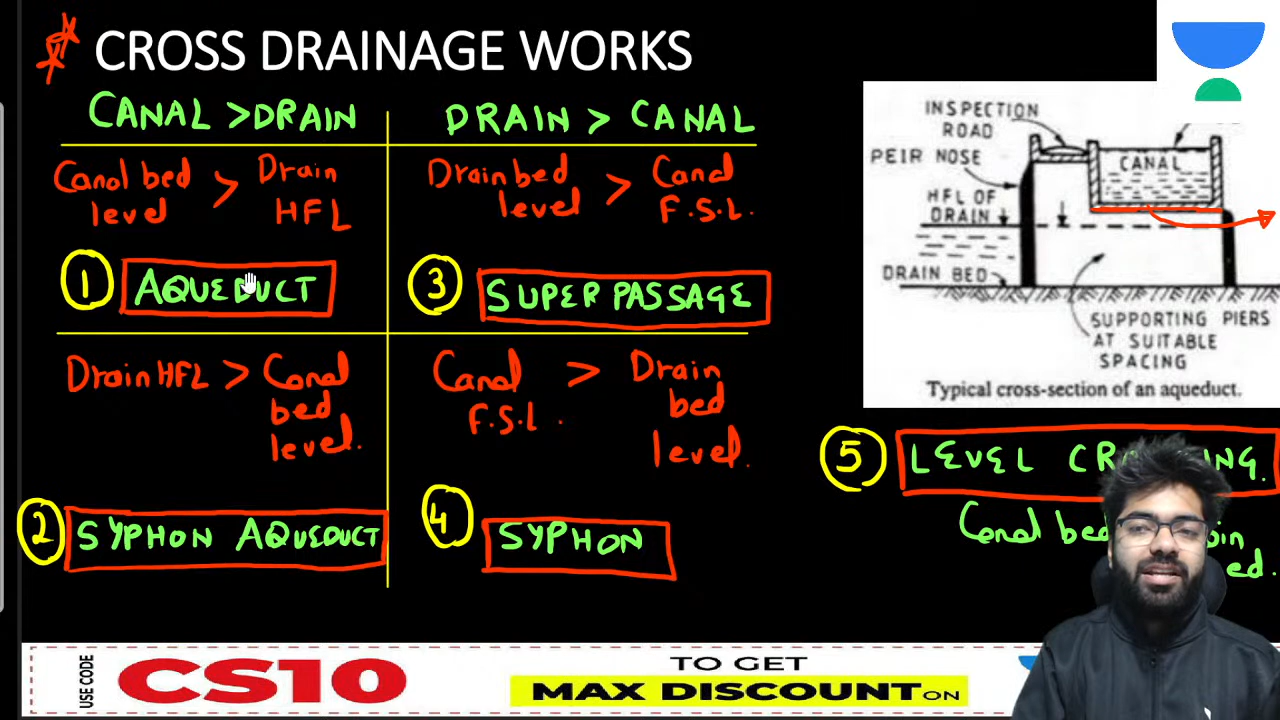 CROSS DRAINAGE WORKS
CANAL > DRAIN
Canal bed level > Drain HFL
1 AQUEDUCT
Drain HFL > Canal bed level.
2 SYPHON AQUEDUCT
DRAIN > CANAL
Drain bed level > Canal F.S.L.
3 SUPER PASSAGE
Canal F.S.L. > Drain bed level.
4 SYPHON
INSPECTION
ROAD
PEIR NOSE
CANAL
HFL OF
DRAIN
DRAIN BED
SUPPORTING PIERS
AT SUITABLE
SPACING
Typical cross-section of an aqueduct.
5 LEVEL
Canal
USE CODE
CS10
TO GET
MAX DISCOUNT ON